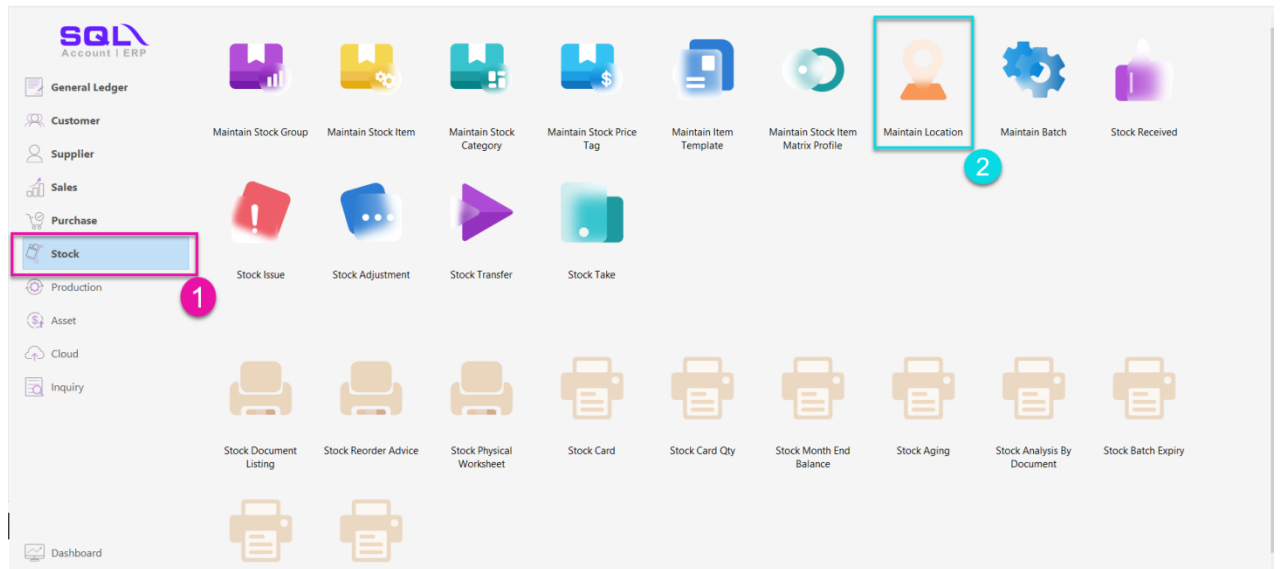 SQL
Account | ERP
General Ledger
Customer
Supplier
Sales
Purchase
Stock
Production
Asset
Cloud
Inquiry
Dashboard
1
Maintain Stock Group
Maintain Stock Item
Maintain Stock
Category
Maintain Stock Price
Tag
Maintain Item
Template
Maintain Stock Item
Matrix Profile
Maintain Location
2
Maintain Batch
Stock Received
Stock Issue
Stock Adjustment
Stock Transfer
Stock Take
Stock Document
Listing
Stock Reorder Advice
Stock Physical
Worksheet
Stock Card
Stock Card Qty
Stock Month End
Balance
Stock Aging
Stock Analysis By
Document
Stock Batch Expiry